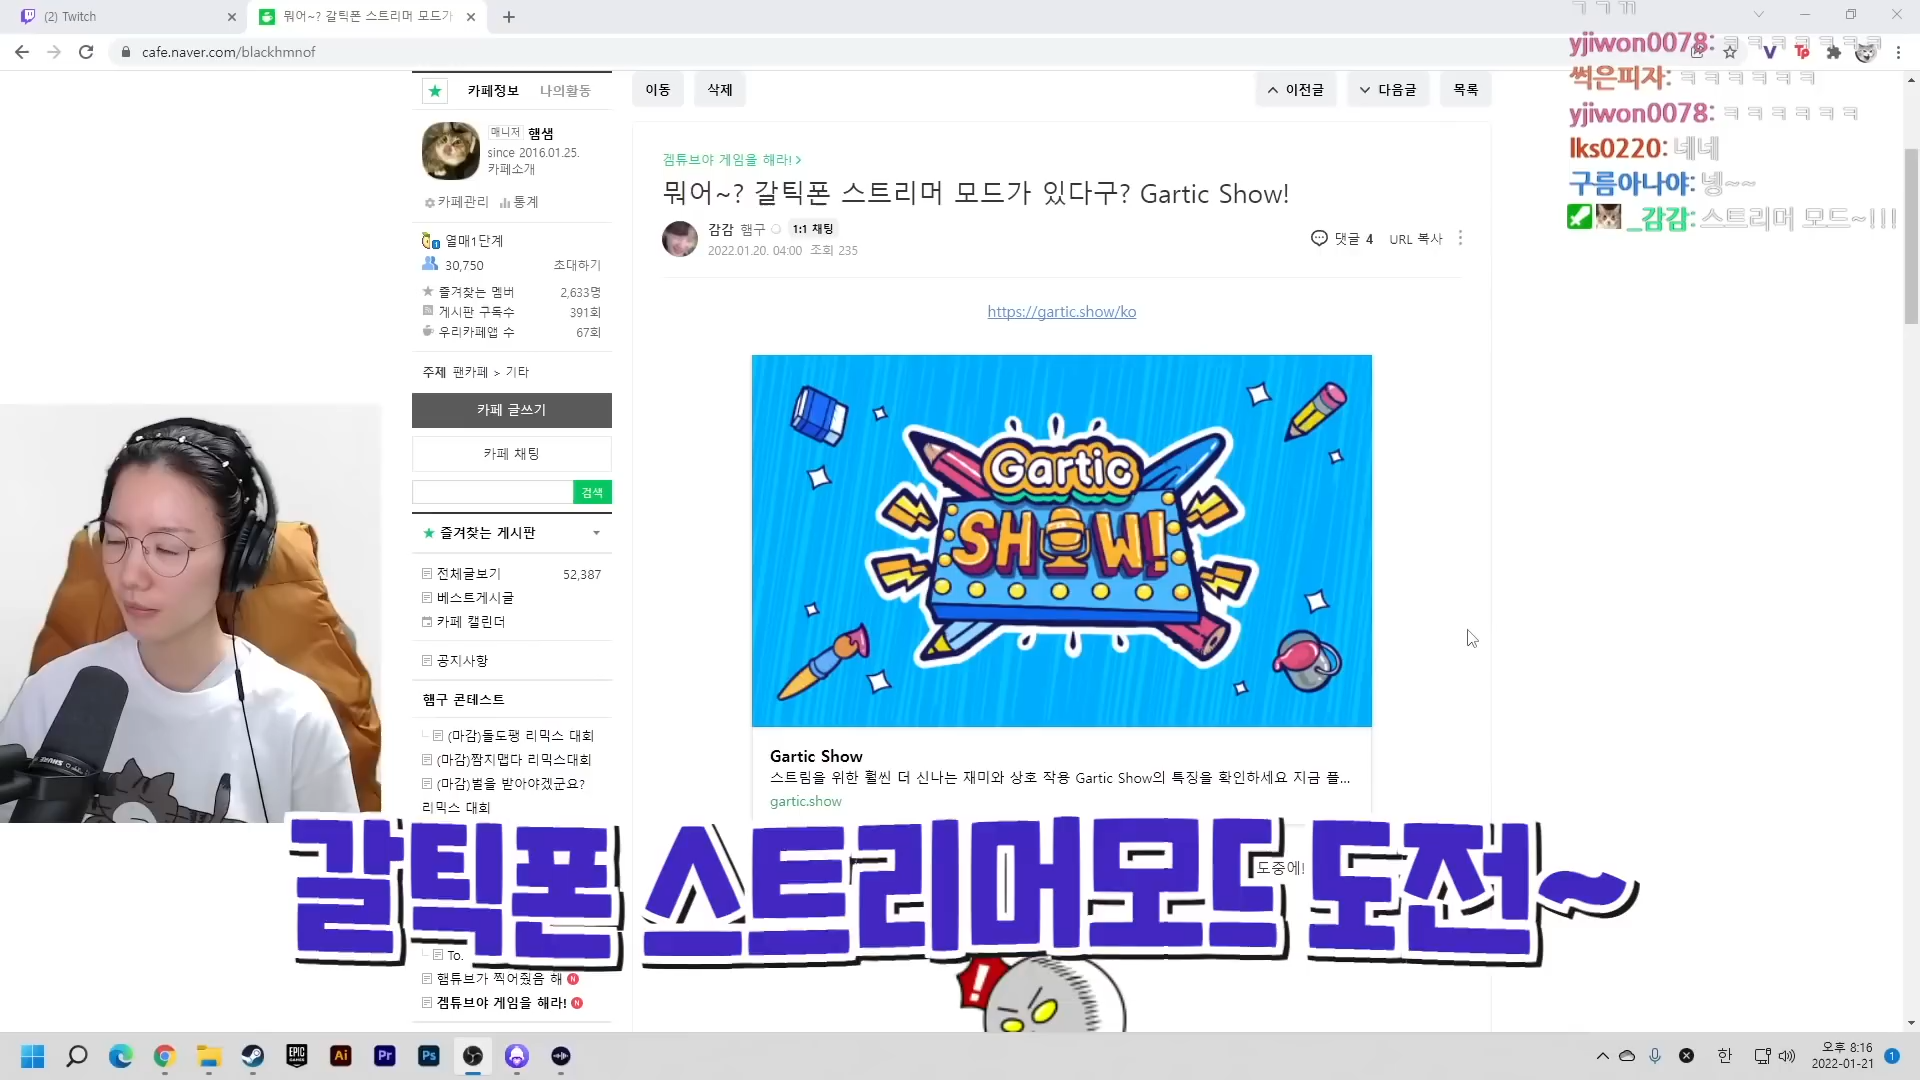 (2) Twitch
뭐어~? 갈틱폰 스트리머 모드가
cafe.naver.com/blackhmnof
ㄱㄱㄲ
yjiwon0078: ㅋㅋㅋㅋㅋㅋㅋ
썩은피자: ㅋㅋㅋㅋㅋㅋ
yjiwon0078: ㅋㅋㅋㅋㅋㅋ
lks0220: 네네
구름아나야: 넹~~
_감감: 스트리머 모드~!!!
카페정보 나의활동
매니저 햄샘
since 2016.01.25.
카페소개
카페관리 통계
열매1단계
30,750 초대하기
즐겨찾는 멤버 2,633명
게시판 구독수 391회
우리카페앱 수 67회
주제 팬카페 > 기타
카페 글쓰기
카페 채팅
검색
즐겨찾는 게시판
전체글보기 52,387
베스트게시글
카페 캘린더
공지사항
햄구 콘테스트
(마감)돌도팽 리믹스 대회
(마감)짬지맵다 리믹스대회
(마감)벌을 받아야겠군요?
리믹스 대회
To.
햄튜브가 찍어줬음 해 N
겜튜브야 게임을 해라! N
이동 삭제 이전글 다음글 목록
겜튜브야 게임을 해라! >
뭐어~? 갈틱폰 스트리머 모드가 있다구? Gartic Show!
감감 햄구 1:1 채팅
2022.01.20. 04:00 조회 235
댓글 4 URL 복사
https://gartic.show/ko
Gartic
SHOW!
Gartic Show
스트림을 위한 훨씬 더 신나는 재미와 상호 작용 Gartic Show의 특징을 확인하세요 지금 플...
gartic.show
도중에!
갈틱폰 스트리머모드 도전~
!
SHURE
EPIC GAMES
Ai
Pr
Ps
한
오후 8:16
2022-01-21
1